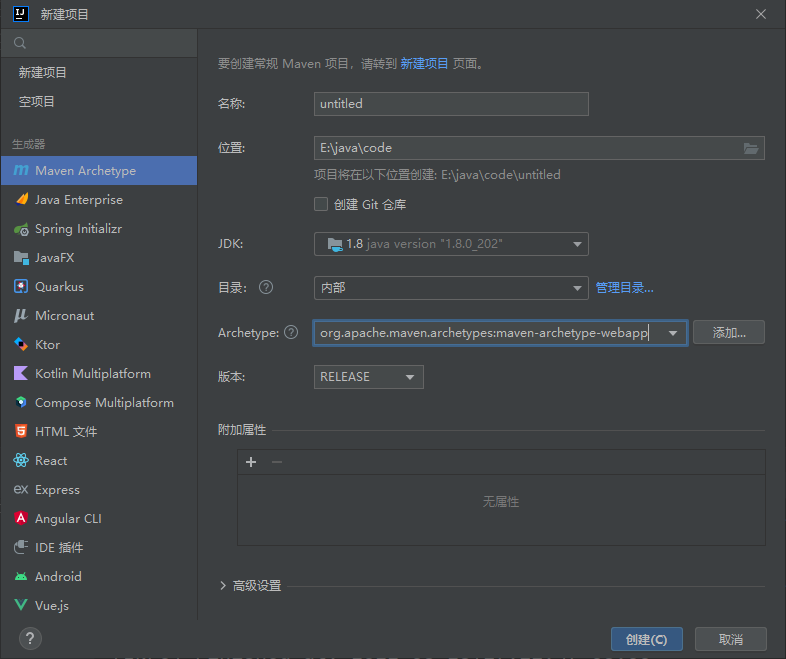 新建项目
新建项目
空项目
生成器
Maven Archetype
Java Enterprise
Spring Initializr
JavaFX
Quarkus
Micronaut
Ktor
Kotlin Multiplatform
Compose Multiplatform
HTML 文件
React
Express
Angular CLI
IDE 插件
Android
Vue.js
要创建常规 Maven 项目，请转到 新建项目 页面。
名称: untitled
位置: E:\java\code
项目将在以下位置创建: E:\java\code\untitled
创建 Git 仓库
JDK: 1.8 java version "1.8.0_202"
目录: ? 内部 管理目录...
Archetype: ? org.apache.maven.archetypes:maven-archetype-webapp 添加...
版本: RELEASE
附加属性
无属性
高级设置
? 创建(C) 取消